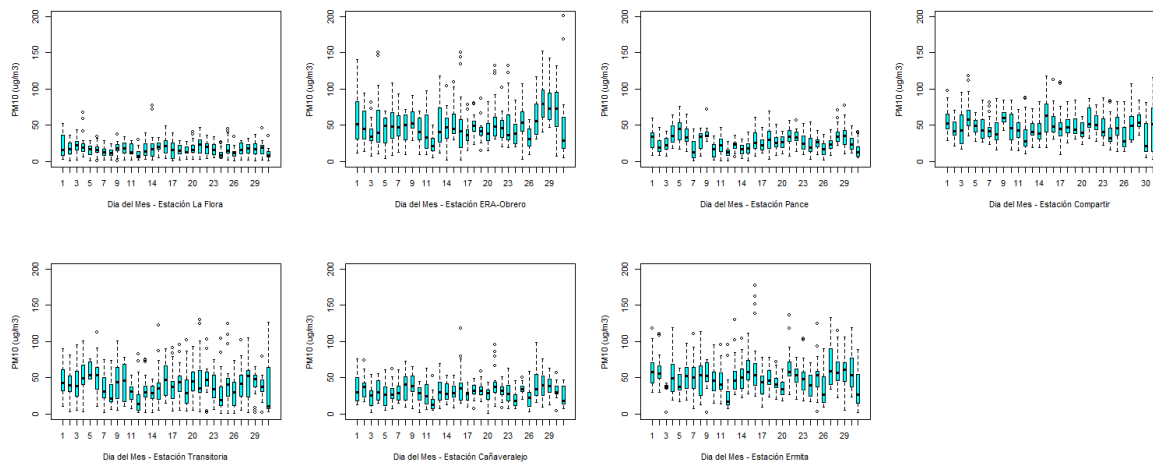 PM10 (ug/m3)
200
150
100
50
0
1 3 5 7 9 11 14 17 20 23 26 29
Dia del Mes - Estación La Flora
PM10 (ug/m3)
200
150
100
50
0
1 3 5 7 9 11 14 17 20 23 26 29
Dia del Mes - Estación ERA-Obrero
PM10 (ug/m3)
200
150
100
50
0
1 3 5 7 9 11 14 17 20 23 26 29
Dia del Mes - Estación Pance
PM10 (ug/m3)
200
150
100
50
0
1 3 5 7 9 11 14 17 20 23 26 30
Dia del Mes - Estación Compartir
PM10 (ug/m3)
200
150
100
50
0
1 3 5 7 9 11 14 17 20 23 26 29
Dia del Mes - Estación Transitoria
PM10 (ug/m3)
200
150
100
50
0
1 3 5 7 9 11 14 17 20 23 26 29
Dia del Mes - Estación Cañaveralejo
PM10 (ug/m3)
200
150
100
50
0
1 3 5 7 9 11 14 17 20 23 26 29
Dia del Mes - Estación Ermita